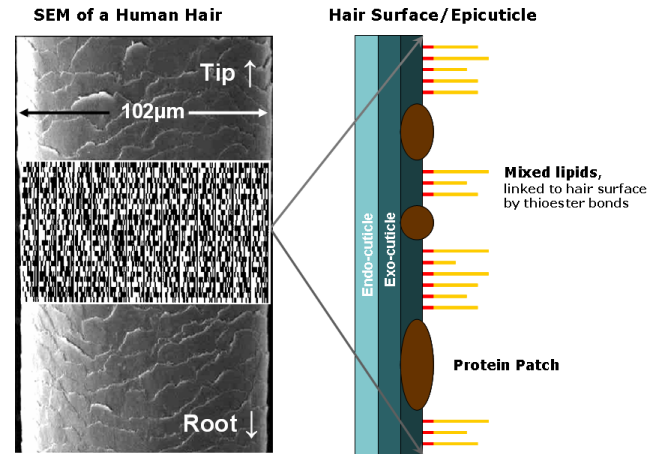 SEM of a Human Hair
Hair Surface/Epicuticle
Tip ↑
102µm
Root ↓
Endo-cuticle
Exo-cuticle
Mixed lipids,
linked to hair surface
by thioester bonds
Protein Patch